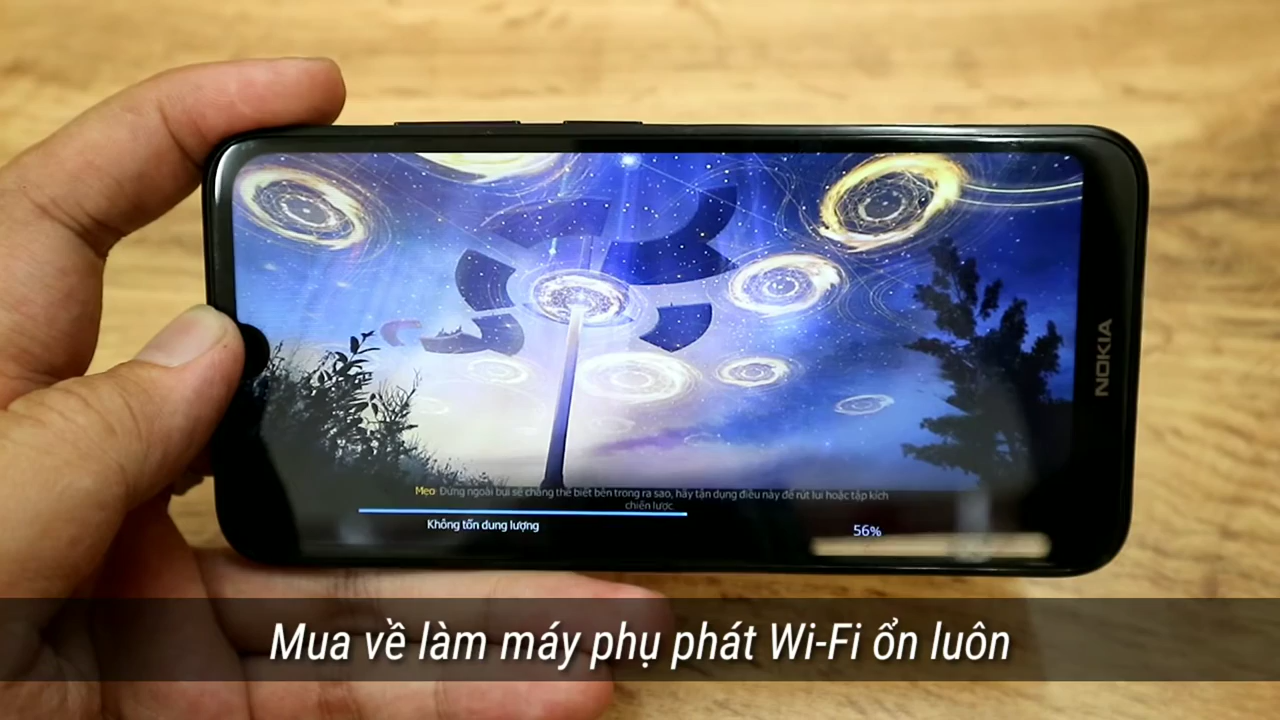 NOKIA
Mẹo Đứng ngoài bụi sẽ chẳng thể biết bên trong ra sao, hãy tận dụng điều này để rút lui hoặc tập kích
chiến lược.
Không tốn dung lượng
56%
Mua về làm máy phụ phát Wi-Fi ổn luôn